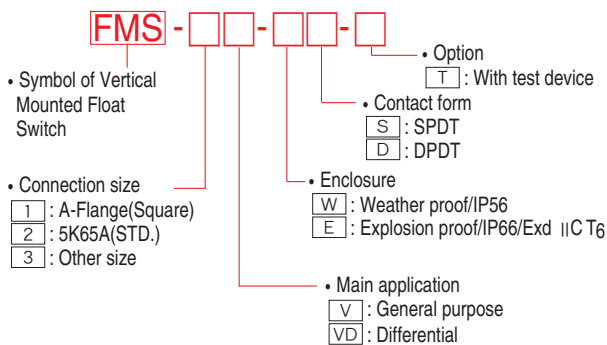 FMS - □□ - □□ - □
• Option
T : With test device
• Symbol of Vertical
Mounted Float
Switch
• Contact form
S : SPDT
D : DPDT
• Connection size
1 : A-Flange(Square)
2 : 5K65A(STD.)
3 : Other size
• Enclosure
W : Weather proof/IP56
E : Explosion proof/IP66/Exd IIC T6
• Main application
V : General purpose
VD : Differential